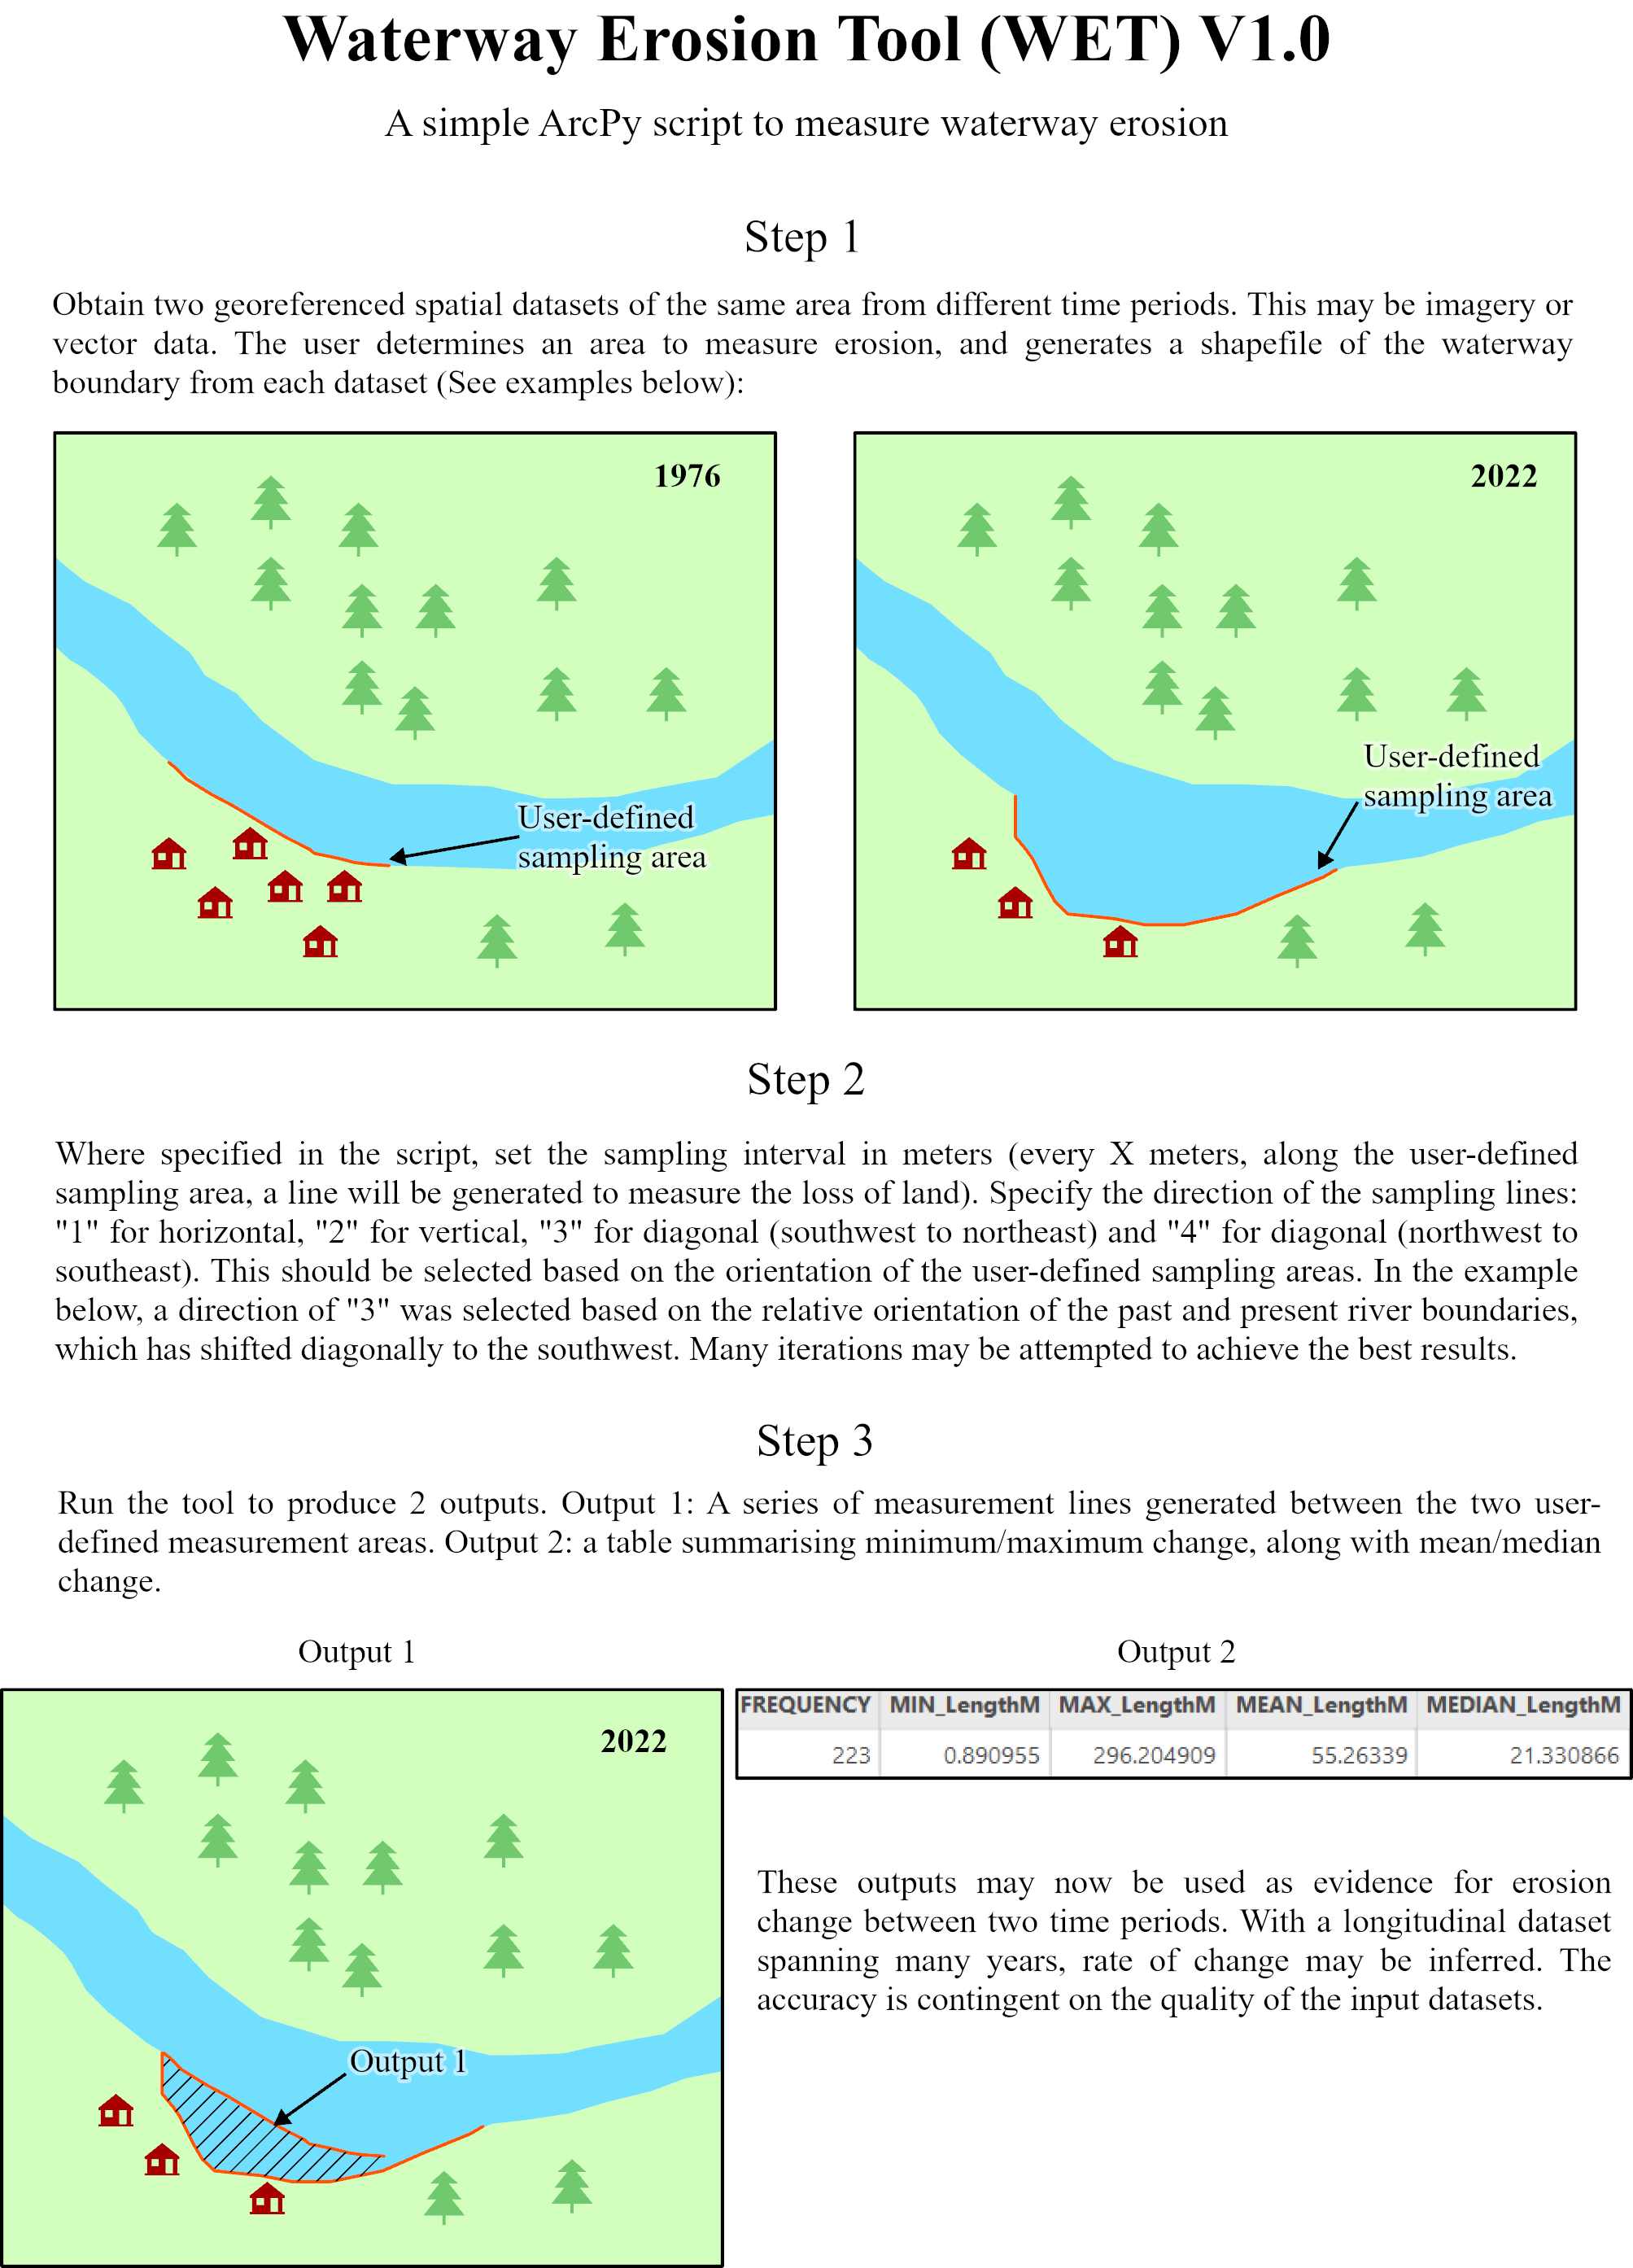 Waterway Erosion Tool (WET) V1.0
A simple ArcPy script to measure waterway erosion
Step 1
Obtain two georeferenced spatial datasets of the same area from different time periods. This may be imagery or
vector data. The user determines an area to measure erosion, and generates a shapefile of the waterway
boundary from each dataset (See examples below):
1976
User-defined
sampling area
2022
User-defined
sampling area
Step 2
Where specified in the script, set the sampling interval in meters (every X meters, along the user-defined
sampling area, a line will be generated to measure the loss of land). Specify the direction of the sampling lines:
"1" for horizontal, "2" for vertical, "3" for diagonal (southwest to northeast) and "4" for diagonal (northwest to
southeast). This should be selected based on the orientation of the user-defined sampling areas. In the example
below, a direction of "3" was selected based on the relative orientation of the past and present river boundaries,
which has shifted diagonally to the southwest. Many iterations may be attempted to achieve the best results.
Step 3
Run the tool to produce 2 outputs. Output 1: A series of measurement lines generated between the two user-
defined measurement areas. Output 2: a table summarising minimum/maximum change, along with mean/median
change.
Output 1
2022
Output 1
Output 2
FREQUENCY MIN_LengthM MAX_LengthM MEAN_LengthM MEDIAN_LengthM
223 0.890955 296.204909 55.26339 21.330866
These outputs may now be used as evidence for erosion
change between two time periods. With a longitudinal dataset
spanning many years, rate of change may be inferred. The
accuracy is contingent on the quality of the input datasets.